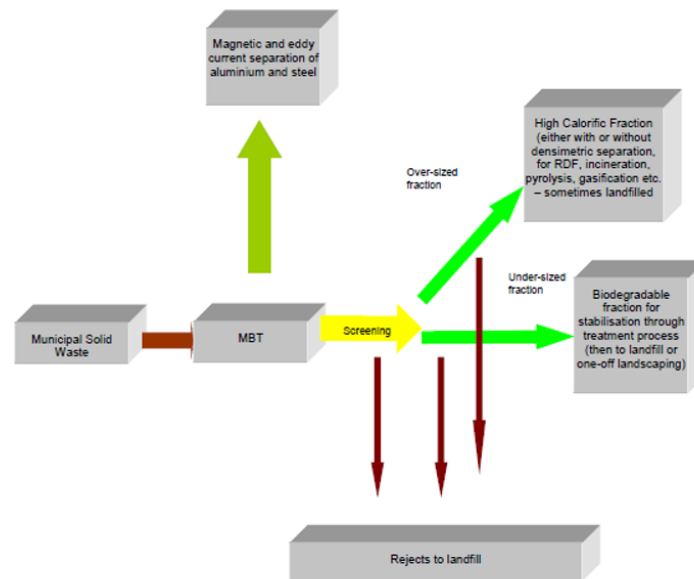 Magnetic and eddy
current separation of
aluminium and steel
High Calorific Fraction
(either with or without
densimetric separation,
for RDF, incineration,
pyrolysis, gasification etc.
– sometimes landfilled
Over-sized
fraction
Under-sized
fraction
Biodegradable
fraction for
stabilisation through
treatment process
(then to landfill or
one-off landscaping)
Municipal Solid
Waste
MBT
Screening
Rejects to landfill